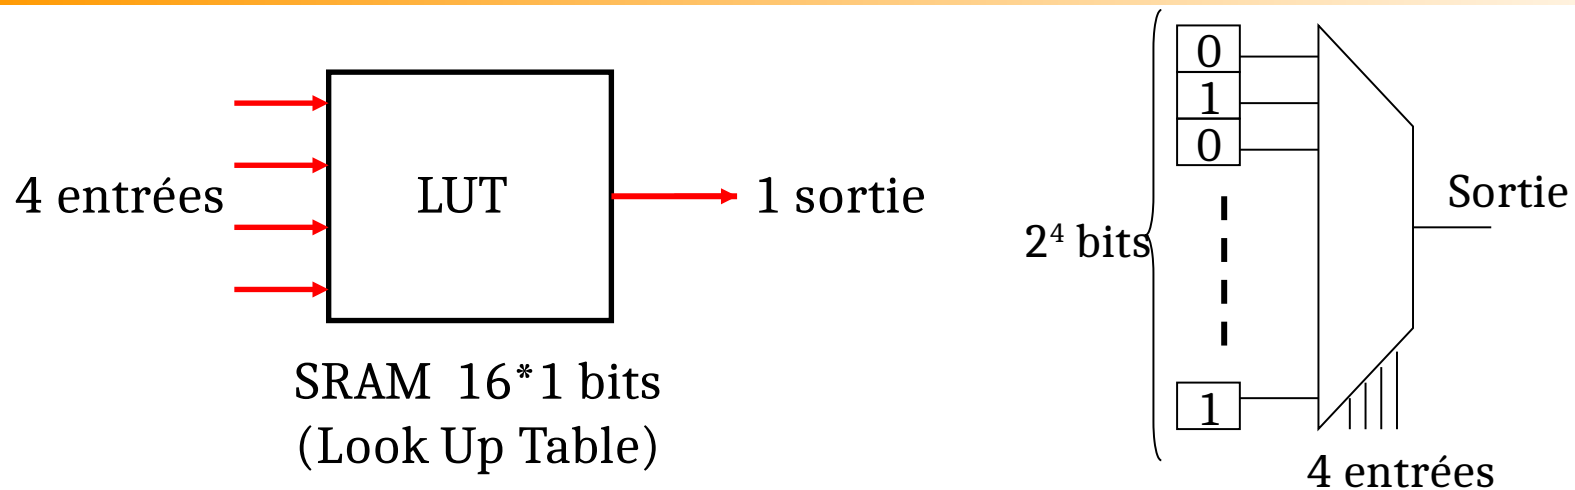 4 entrées
LUT
1 sortie
SRAM 16*1 bits
(Look Up Table)
2⁴ bits
0
1
0
1
Sortie
4 entrées